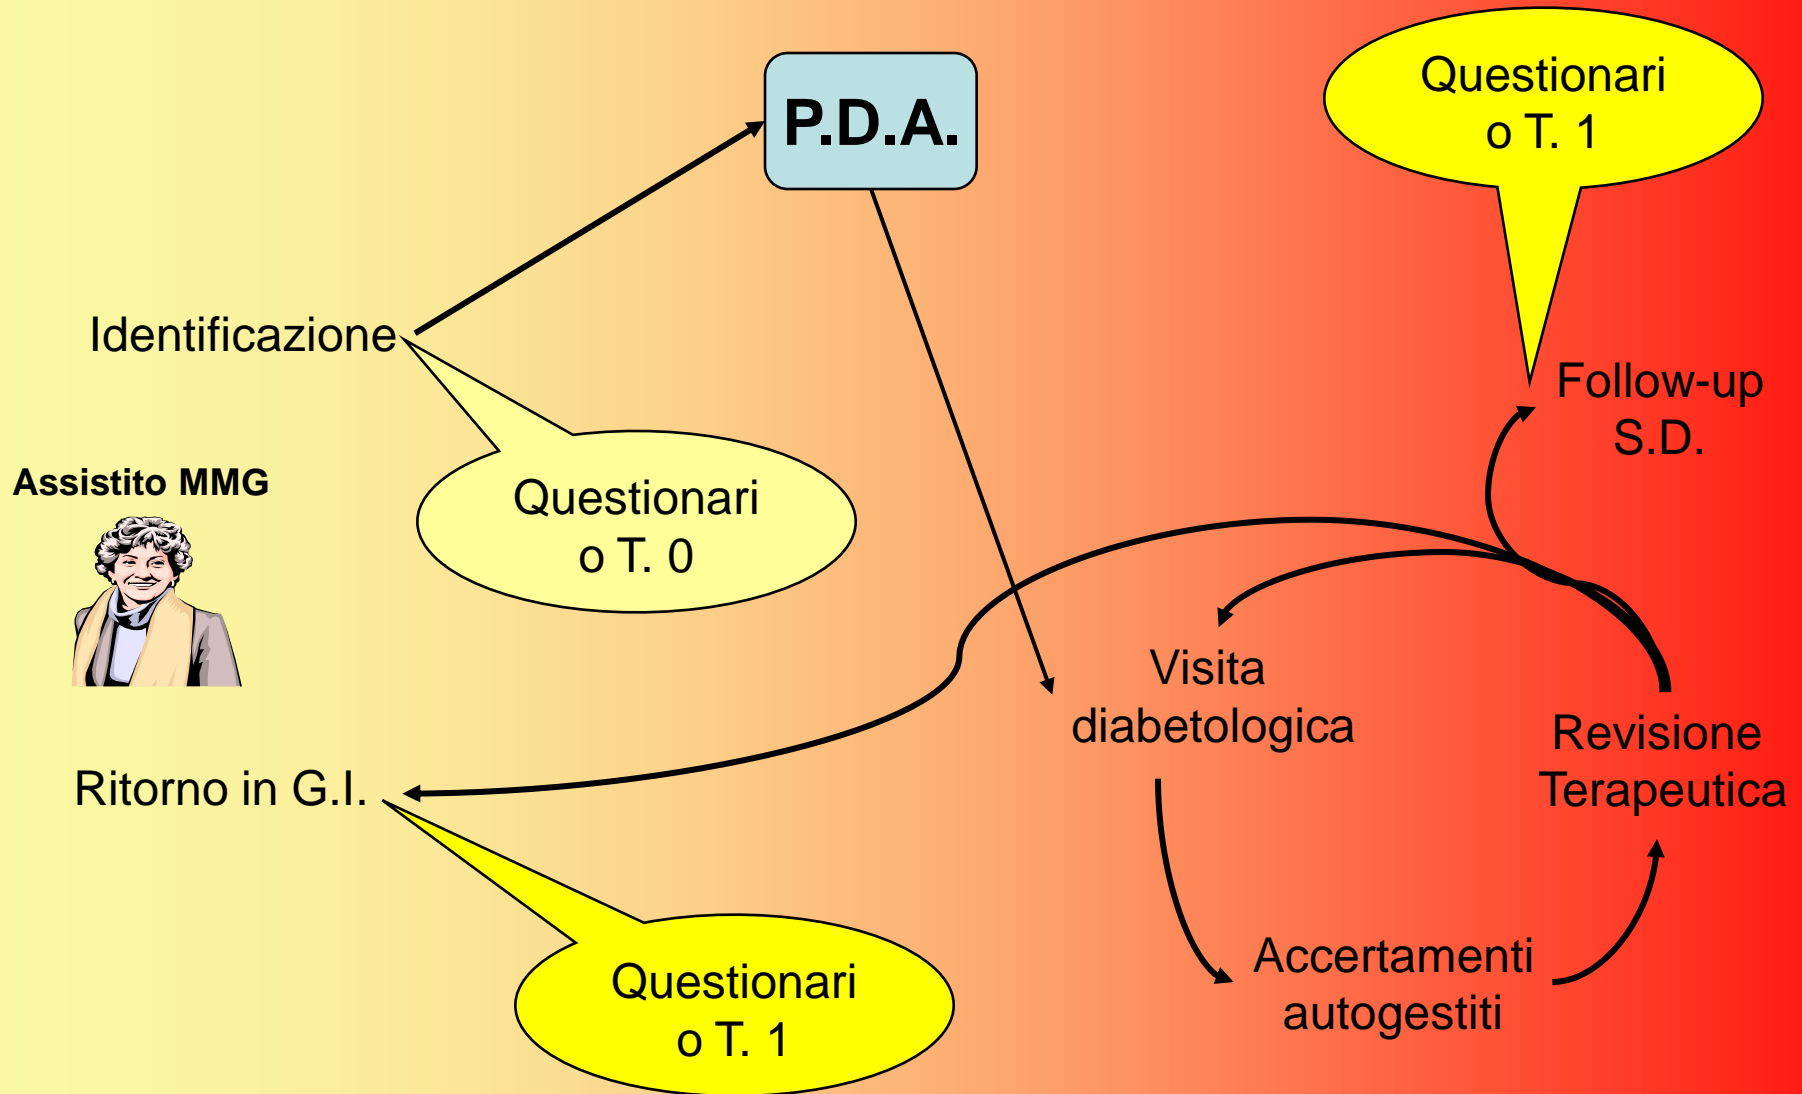 P.D.A.
Questionari
o T. 1
Identificazione
Follow-up
S.D.
Assistito MMG
Questionari
o T. 0
Visita
diabetologica
Revisione
Terapeutica
Ritorno in G.I.
Accertamenti
autogestiti
Questionari
o T. 1